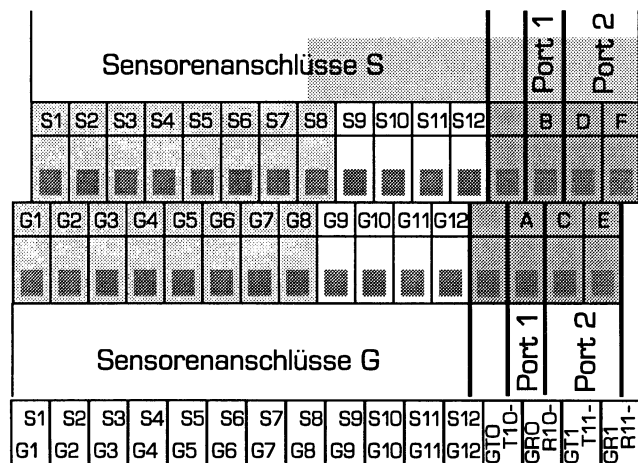 Port 1
Port 2
Sensorenanschlüsse S
S1 S2 S3 S4 S5 S6 S7 S8 S9 S10 S11 S12 B D F
G1 G2 G3 G4 G5 G6 G7 G8 G9 G10 G11 G12 A C E
Sensorenanschlüsse G
Port 1
Port 2
S1 S2 S3 S4 S5 S6 S7 S8 S9 S10 S11 S12
G1 G2 G3 G4 G5 G6 G7 G8 G9 G10 G11 G12
GT0
T10-
GR0
R10-
GT1
T11-
GR1
R11-